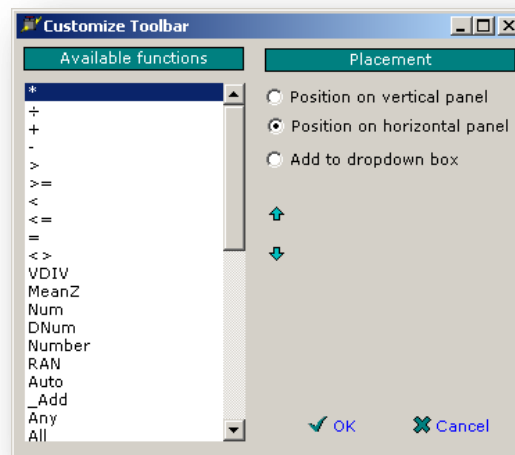 Customize Toolbar
Available functions
Placement
*
÷
+
-
>
>=
<
<=
=
<>
VDIV
MeanZ
Num
DNum
Number
RAN
Auto
_Add
Any
All
Position on vertical panel
Position on horizontal panel
Add to dropdown box
OK
Cancel